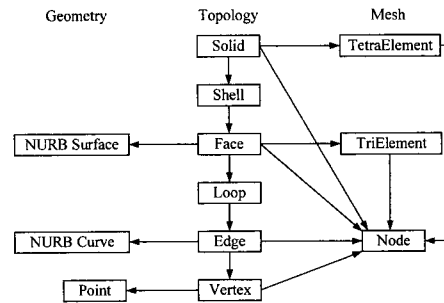 Geometry Topology Mesh
Solid TetraElement
Shell
NURB Surface Face TriElement
Loop
NURB Curve Edge Node
Point Vertex